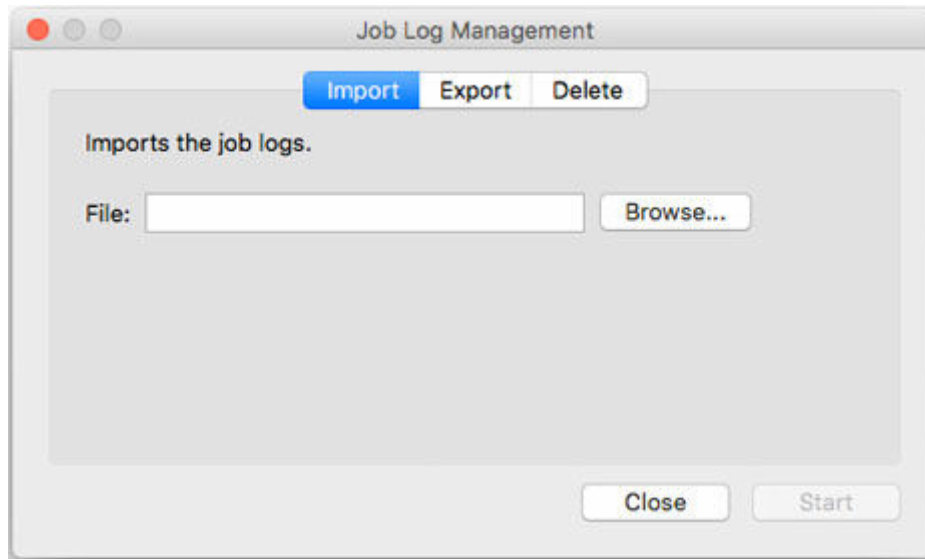 Job Log Management
Import Export Delete
Imports the job logs.
File: Browse...
Close Start